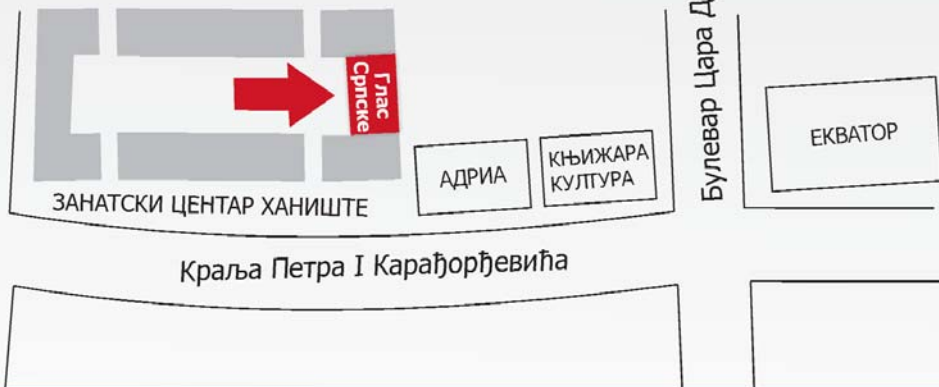 Глас
Српске
АДРИА
КЊИЖАРА
КУЛТУРА
ЕКВАТОР
ЗАНАТСКИ ЦЕНТАР ХАНИШТЕ
Булевар Цара
Краља Петра I Карађорђевића